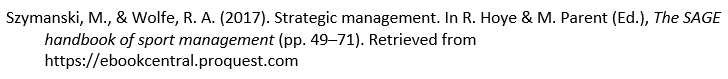 Szymanski, M., & Wolfe, R. A. (2017). Strategic management. In R. Hoye & M. Parent (Ed.), The SAGE
handbook of sport management (pp. 49–71). Retrieved from
https://ebookcentral.proquest.com